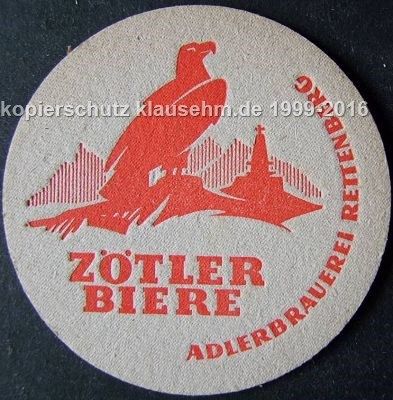 kopierschutz klausehm.de 1999-2016
ZÖTLER
BIERE
ADLERBRAUEREI RETTENBERG